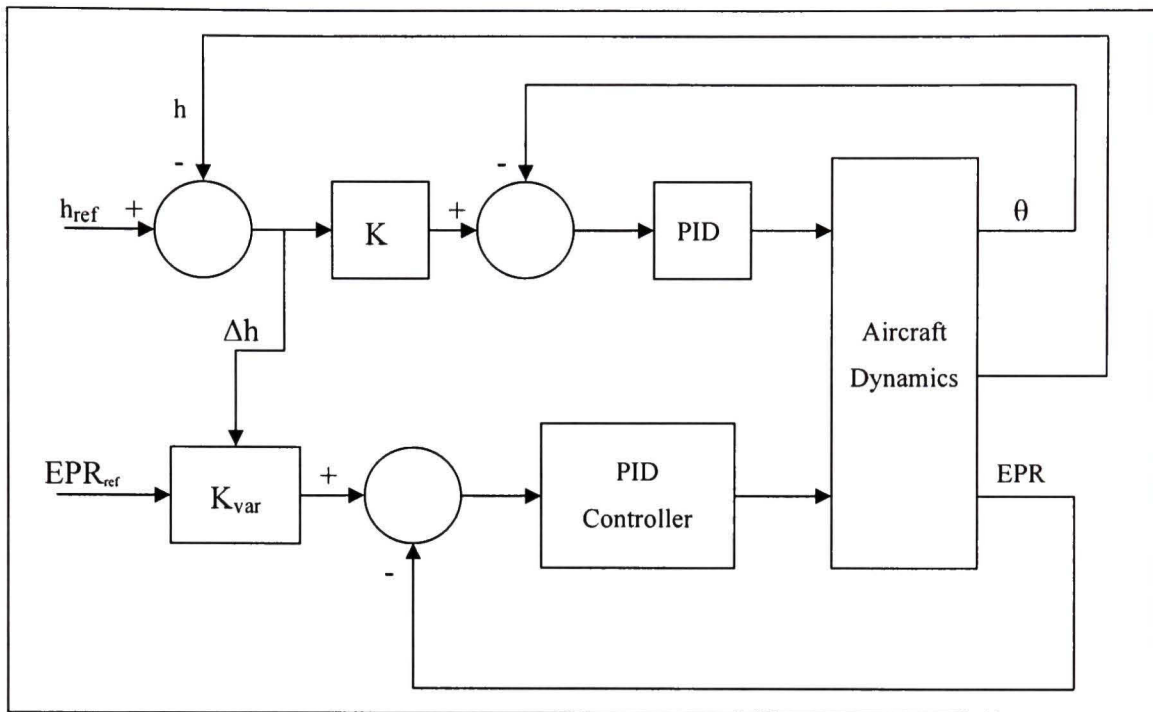 h
-
-
h_ref
+
K
+
PID
θ
Δh
Aircraft
Dynamics
EPR_ref
K_var
+
-
PID
Controller
EPR